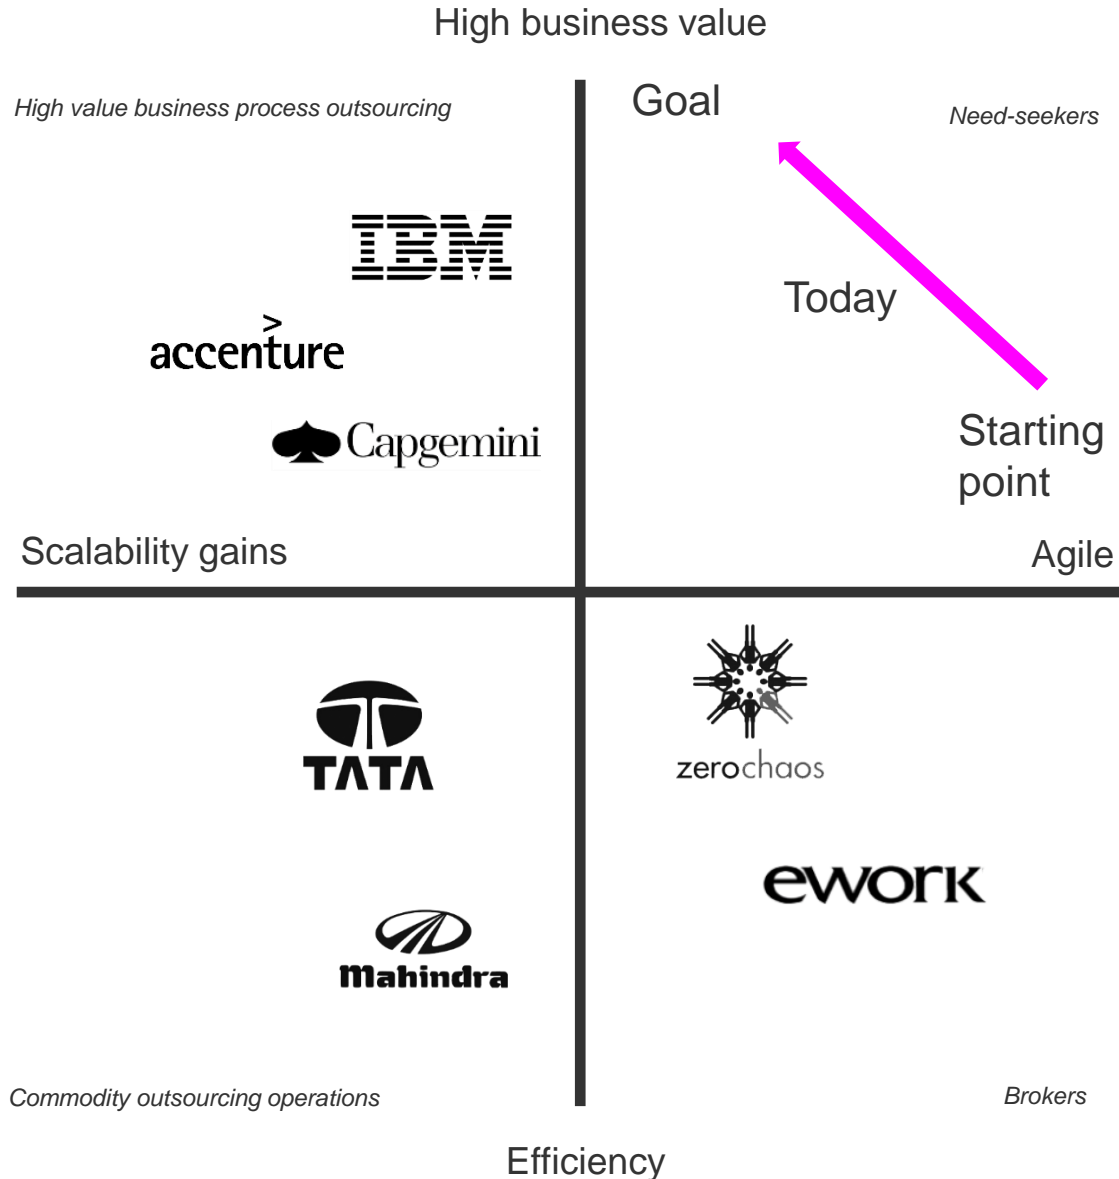 High business value
High value business process outsourcing
Goal
Need-seekers
IBM
Today
accenture
Capgemini
Starting
point
Scalability gains
Agile
TATA
zerochaos
ework
Mahindra
Commodity outsourcing operations
Brokers
Efficiency